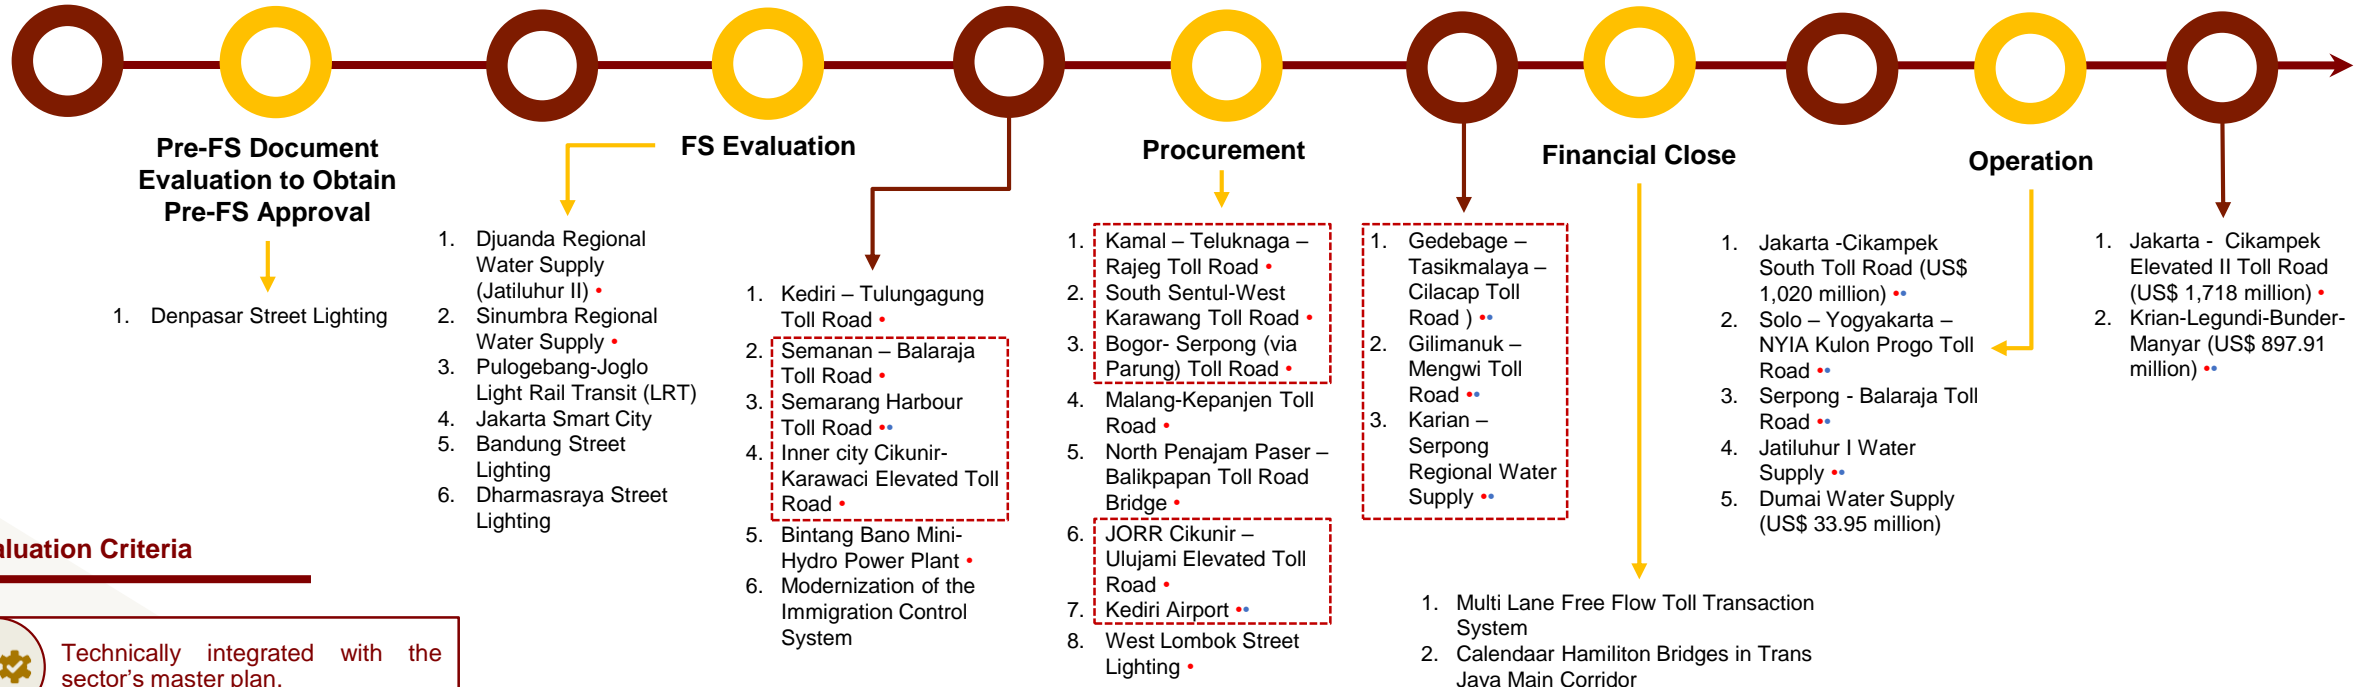 Pre-FS Document
Evaluation to Obtain
Pre-FS Approval
1. Denpasar Street Lighting
FS Evaluation
1. Djuanda Regional
Water Supply
(Jatiluhur II) •
2. Sinumbra Regional
Water Supply •
3. Pulogebang-Joglo
Light Rail Transit (LRT)
4. Jakarta Smart City
5. Bandung Street
Lighting
6. Dharmasraya Street
Lighting
1. Kediri – Tulungagung
Toll Road •
2. Semanan – Balaraja
Toll Road •
3. Semarang Harbour
Toll Road ••
4. Inner city Cikunir-
Karawaci Elevated Toll
Road •
5. Bintang Bano Mini-
Hydro Power Plant •
6. Modernization of the
Immigration Control
System
Procurement
1. Kamal – Teluknaga –
Rajeg Toll Road •
2. South Sentul-West
Karawang Toll Road •
3. Bogor- Serpong (via
Parung) Toll Road •
4. Malang-Kepanjen Toll
Road •
5. North Penajam Paser –
Balikpapan Toll Road
Bridge •
6. JORR Cikunir –
Ulujami Elevated Toll
Road •
7. Kediri Airport ••
8. West Lombok Street
Lighting •
1. Gedebage –
Tasikmalaya –
Cilacap Toll
Road ) ••
2. Gilimanuk –
Mengwi Toll
Road ••
3. Karian –
Serpong
Regional Water
Supply ••
Financial Close
1. Multi Lane Free Flow Toll Transaction
System
2. Calendaar Hamiliton Bridges in Trans
Java Main Corridor
Operation
1. Jakarta -Cikampek
South Toll Road (US$
1,020 million) ••
2. Solo – Yogyakarta –
NYIA Kulon Progo Toll
Road ••
3. Serpong - Balaraja Toll
Road ••
4. Jatiluhur I Water
Supply ••
5. Dumai Water Supply
(US$ 33.95 million)
1. Jakarta - Cikampek
Elevated II Toll Road
(US$ 1,718 million) •
2. Krian-Legundi-Bunder-
Manyar (US$ 897.91
million) ••
aluation Criteria
Technically integrated with the
sector's master plan.